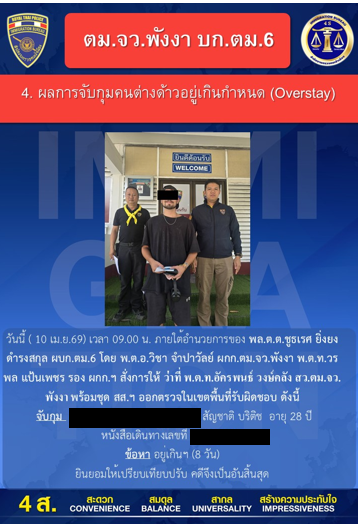 ตม.จว.พังงา บก.ตม.6
4. ผลการจับกุมคนต่างด้าวอยู่เกินกำหนด (Overstay)
IMMIGRATION
ยินดีต้อนรับ
WELCOME
วันนี้ ( 10 เม.ย.69) เวลา 09.00 น. ภายใต้อำนวยการของ พล.ต.ต.ชูธเรศ ยิ่งยง
ดำรงสกุล ผบก.ตม.6 โดย พ.ต.อ.วิชา จำปาวัลย์ ผกก.ตม.จว.พังงา พ.ต.ท.วร
พล แป้นเพชร รอง ผกก.ฯ สั่งการให้ ว่าที่ พ.ต.ท.อัครพนธ์ วงษ์คลัง สว.ตม.จว.
พังงา พร้อมชุด สส.ฯ ออกตรวจในเขตพื้นที่รับผิดชอบ ดังนี้
จับกุม สัญชาติ บริติช อายุ 28 ปี
หนังสือเดินทางเลขที่
ข้อหา อยู่เกินฯ (8 วัน)
ยินยอมให้เปรียบเทียบปรับ คดีจึงเป็นอันสิ้นสุด
4 ส. สะดวก สมดุล สากล สร้างความประทับใจ
CONVENIENCE BALANCE UNIVERSALITY IMPRESSIVENESS